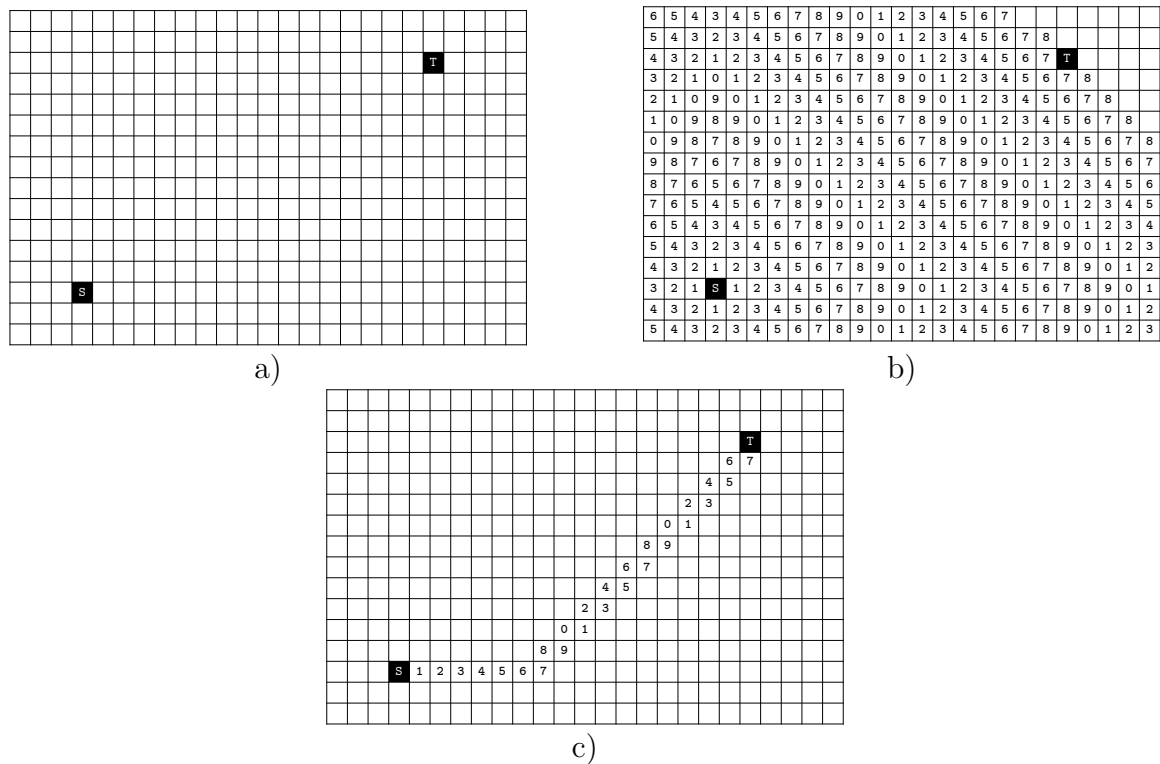 T
S
a)
6 5 4 3 4 5 6 7 8 9 0 1 2 3 4 5 6 7
5 4 3 2 3 4 5 6 7 8 9 0 1 2 3 4 5 6 7 8
4 3 2 1 2 3 4 5 6 7 8 9 0 1 2 3 4 5 6 7 T
3 2 1 0 1 2 3 4 5 6 7 8 9 0 1 2 3 4 5 6 7 8
2 1 0 9 0 1 2 3 4 5 6 7 8 9 0 1 2 3 4 5 6 7 8
1 0 9 8 9 0 1 2 3 4 5 6 7 8 9 0 1 2 3 4 5 6 7 8
0 9 8 7 8 9 0 1 2 3 4 5 6 7 8 9 0 1 2 3 4 5 6 7 8
9 8 7 6 7 8 9 0 1 2 3 4 5 6 7 8 9 0 1 2 3 4 5 6 7
8 7 6 5 6 7 8 9 0 1 2 3 4 5 6 7 8 9 0 1 2 3 4 5 6
7 6 5 4 5 6 7 8 9 0 1 2 3 4 5 6 7 8 9 0 1 2 3 4 5
6 5 4 3 4 5 6 7 8 9 0 1 2 3 4 5 6 7 8 9 0 1 2 3 4
5 4 3 2 3 4 5 6 7 8 9 0 1 2 3 4 5 6 7 8 9 0 1 2 3
4 3 2 1 2 3 4 5 6 7 8 9 0 1 2 3 4 5 6 7 8 9 0 1 2
3 2 1 S 1 2 3 4 5 6 7 8 9 0 1 2 3 4 5 6 7 8 9 0 1
4 3 2 1 2 3 4 5 6 7 8 9 0 1 2 3 4 5 6 7 8 9 0 1 2
5 4 3 2 3 4 5 6 7 8 9 0 1 2 3 4 5 6 7 8 9 0 1 2 3
b)
T
6 7
4 5
2 3
0 1
8 9
6 7
4 5
2 3
0 1
8 9
S 1 2 3 4 5 6 7
c)